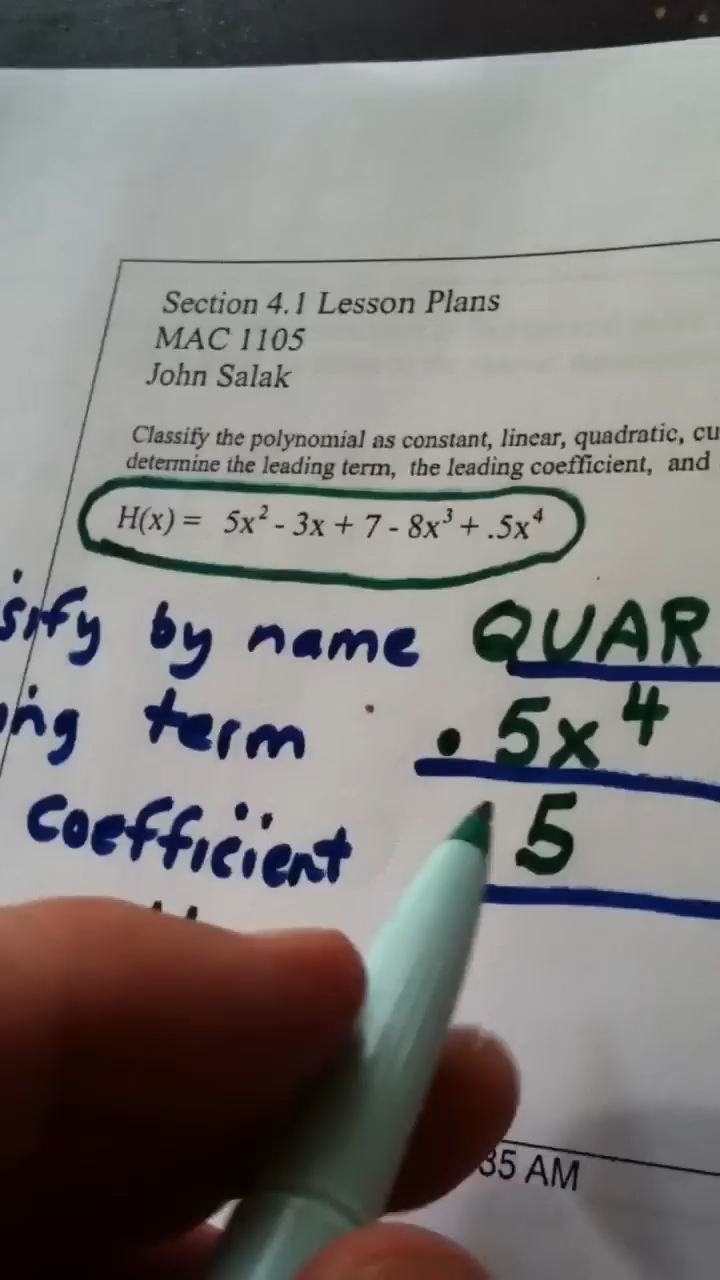 Section 4.1 Lesson Plans
MAC 1105
John Salak
Classify the polynomial as constant, linear, quadratic, cu
determine the leading term, the leading coefficient, and
H(x) = 5x² - 3x + 7 - 8x³ + .5x⁴
sify by name QUAR
ing term .5x⁴
coefficient 5
35 AM